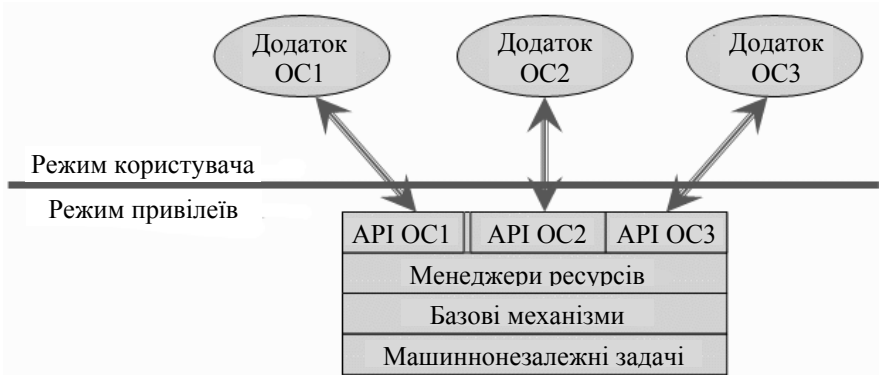 Додаток
ОС1
Додаток
ОС2
Додаток
ОС3
Режим користувача
Режим привілеїв
API ОС1
API ОС2
API ОС3
Менеджери ресурсів
Базові механізми
Машиннонезалежні задачі